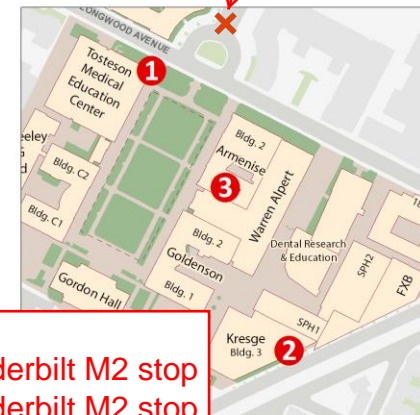 LONGWOOD AVENUE
Tosteson
Medical
Education
Center
1
eeley
Bldg. C2
Bldg. C1
Bldg. 2
Armenise
3
Warren Alpert
Bldg. 2
Goldenson
Bldg. 1
Gordon Hall
Dental Research
& Education
SPH2
FXB
SPH1
Kresge
Bldg. 3
2
derbilt M2 stop
derbilt M2 stop